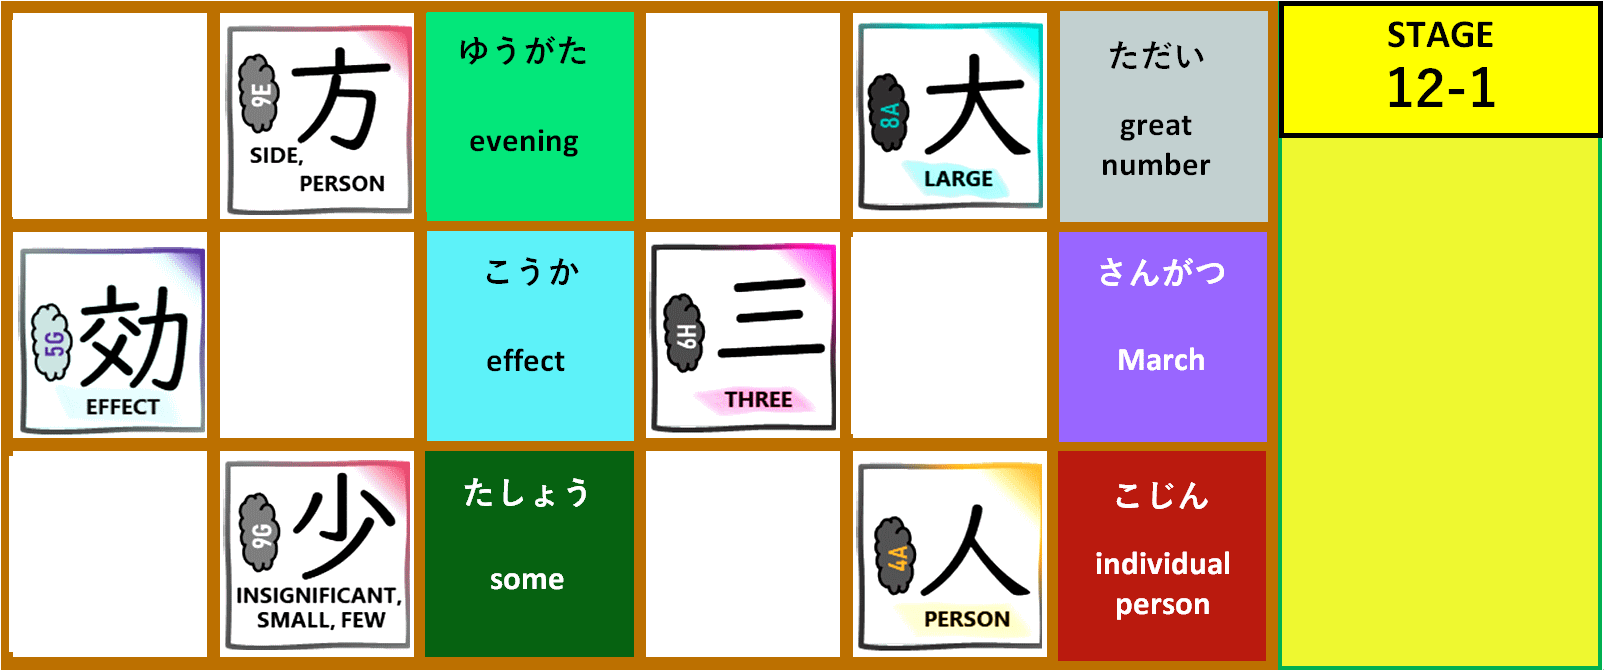 9E
方
SIDE,
PERSON
ゆうがた
evening
8A
大
LARGE
ただい
great
number
STAGE
12-1
5G
効
EFFECT
こうか
effect
6H
三
THREE
さんがつ
March
9G
少
INSIGNIFICANT,
SMALL, FEW
たしょう
some
4A
人
PERSON
こじん
individual
person